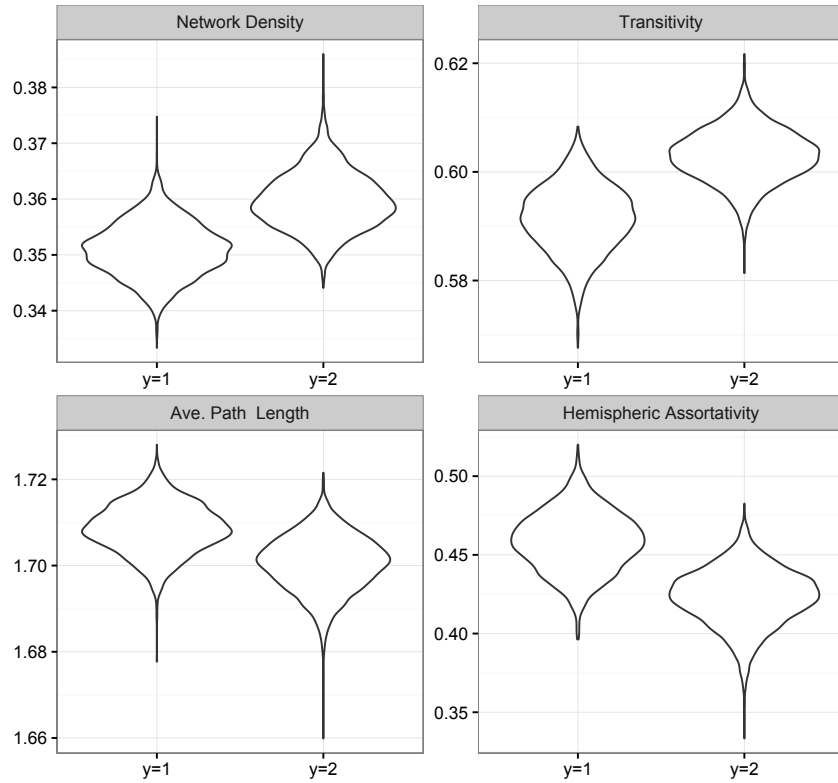 Network Density
0.38
0.37
0.36
0.35
0.34
y=1 y=2
Transitivity
0.62
0.60
0.58
y=1 y=2
Ave. Path Length
1.72
1.70
1.68
1.66
y=1 y=2
Hemispheric Assortativity
0.50
0.45
0.40
0.35
y=1 y=2